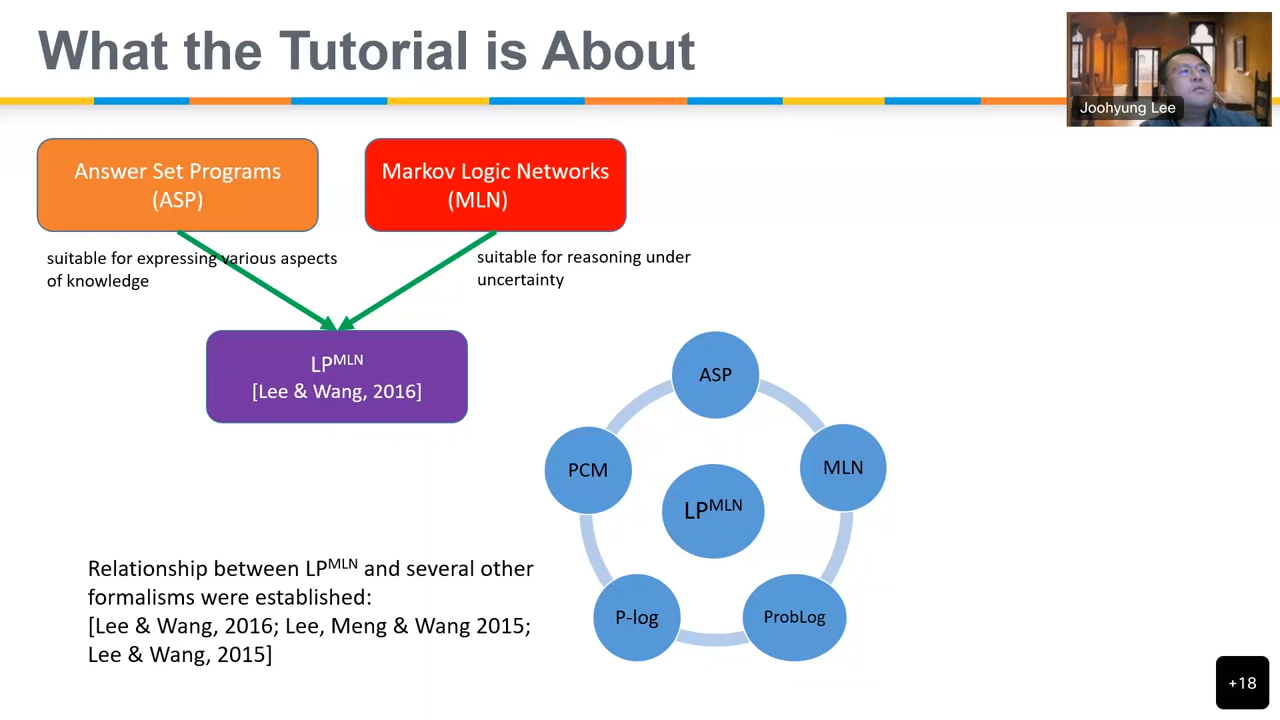 What the Tutorial is About
Joohyung Lee
Answer Set Programs
(ASP)
Markov Logic Networks
(MLN)
suitable for expressing various aspects
of knowledge
suitable for reasoning under
uncertainty
LPMLN
[Lee & Wang, 2016]
ASP
PCM
MLN
LPMLN
P-log
ProbLog
Relationship between LPMLN and several other
formalisms were established:
[Lee & Wang, 2016; Lee, Meng & Wang 2015;
Lee & Wang, 2015]
+18